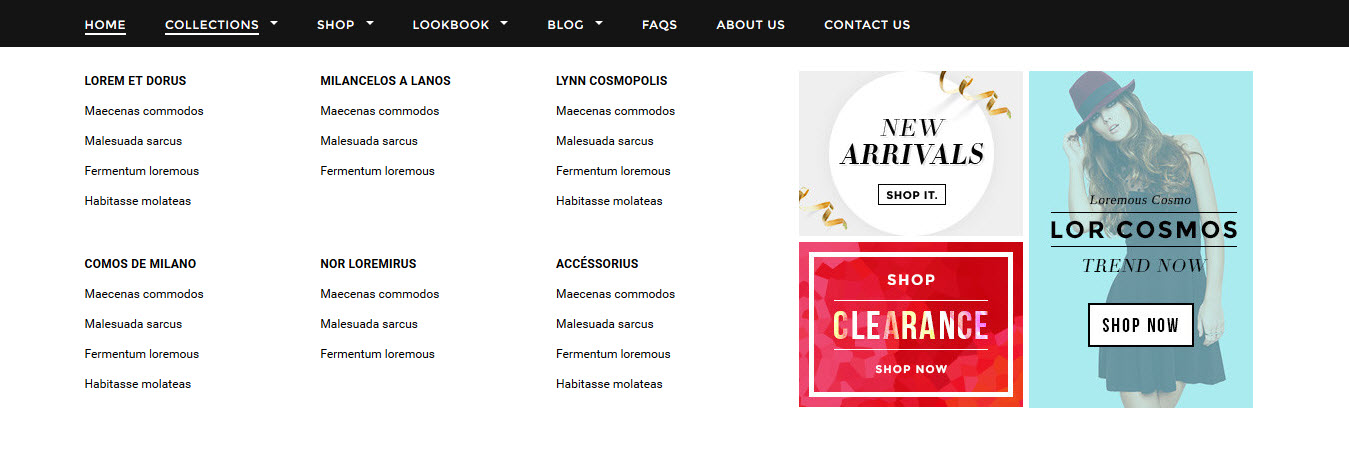 HOME COLLECTIONS SHOP LOOKBOOK BLOG FAQS ABOUT US CONTACT US
LOREM ET DORUS
Maecenas commodos
Malesuada sarcus
Fermentum loremous
Habitasse molateas
MILANCELOS A LANOS
Maecenas commodos
Malesuada sarcus
Fermentum loremous
LYNN COSMOPOLIS
Maecenas commodos
Malesuada sarcus
Fermentum loremous
Habitasse molateas
COMOS DE MILANO
Maecenas commodos
Malesuada sarcus
Fermentum loremous
Habitasse molateas
NOR LOREMIRUS
Maecenas commodos
Malesuada sarcus
Fermentum loremous
ACCÉSSORIUS
Maecenas commodos
Malesuada sarcus
Fermentum loremous
Habitasse molateas
NEW
ARRIVALS
SHOP IT.
SHOP
CLEARANCE
SHOP NOW
Loremous Cosmo
LOR COSMOS
TREND NOW
SHOP NOW